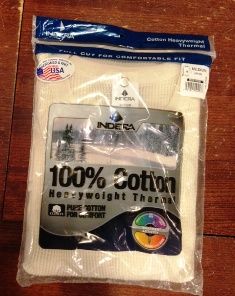 INDERA
Cotton Heavyweight
Thermal
FULL CUT FOR COMFORTABLE FIT
USA
INDERA
100% Cotton
Heavyweight Thermal
PURE COTTON
FOR COMFORT